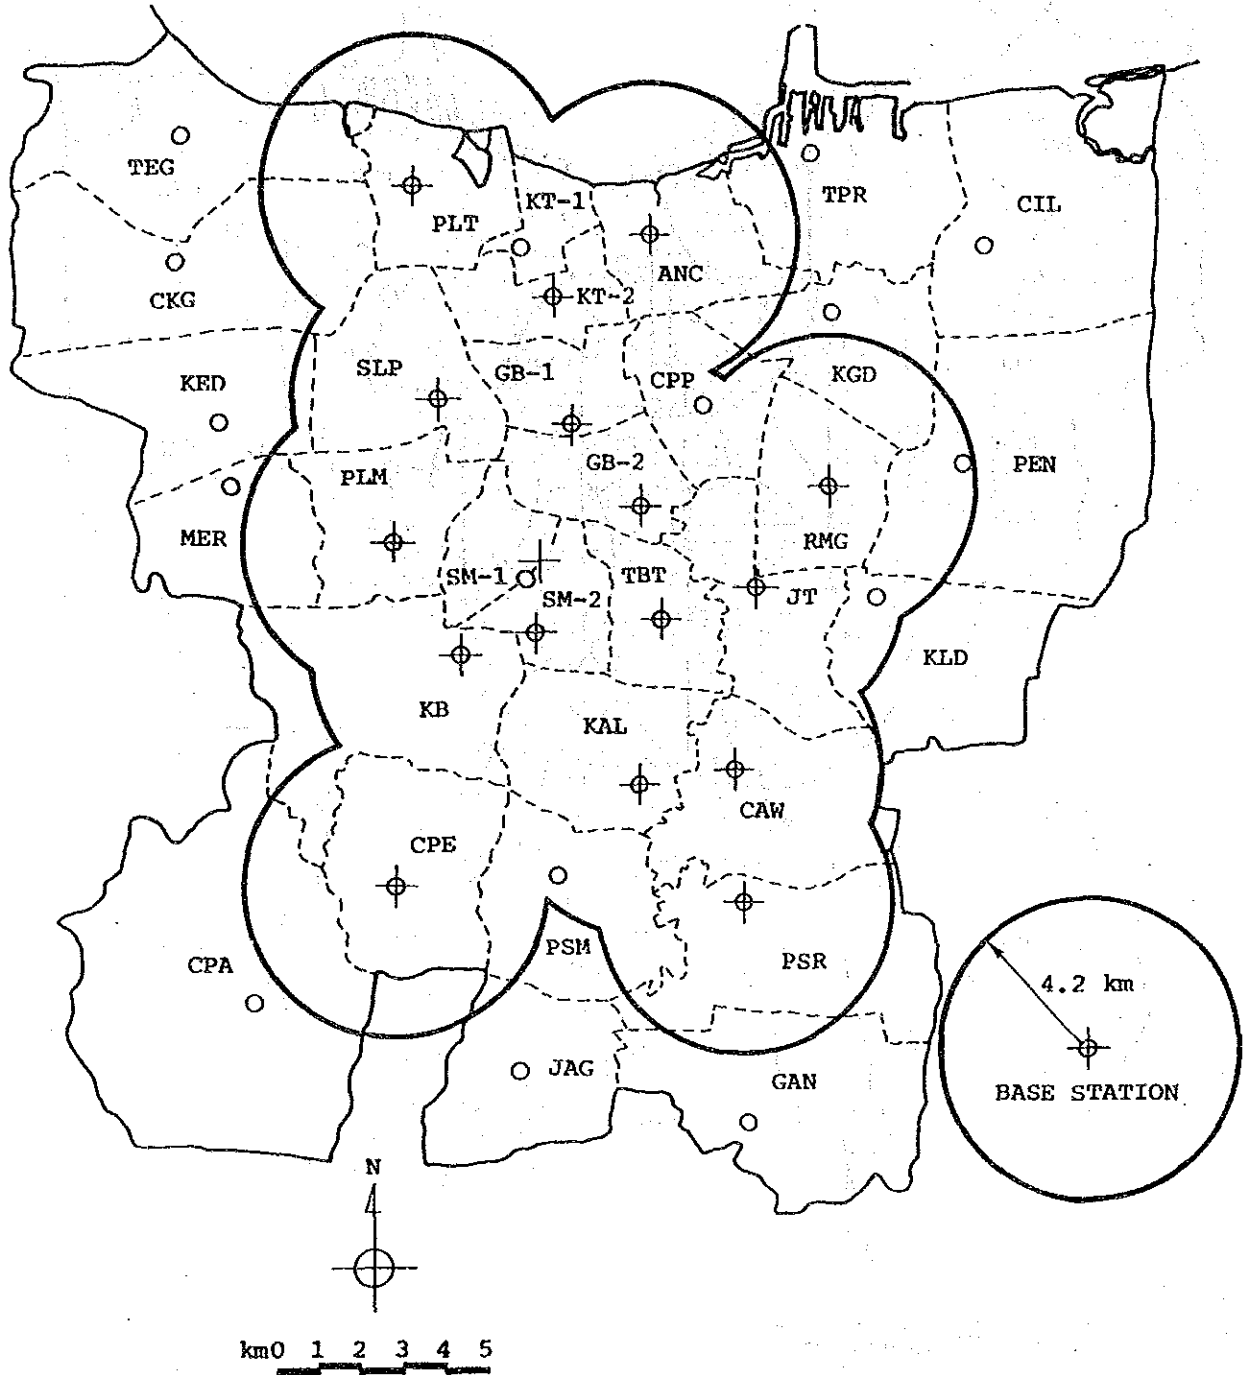 TEG
PLT
KT-1
TPR
CIL
CKG
ANC
KT-2
KED
SLP
GB-1
CPP
KGD
PLM
GB-2
PEN
MER
RMG
SM-1
TBT
SM-2
JT
KB
KAL
KLD
CPE
CAW
CPA
PSM
PSR
4.2 km
JAG
GAN
BASE STATION
N
km0 1 2 3 4 5